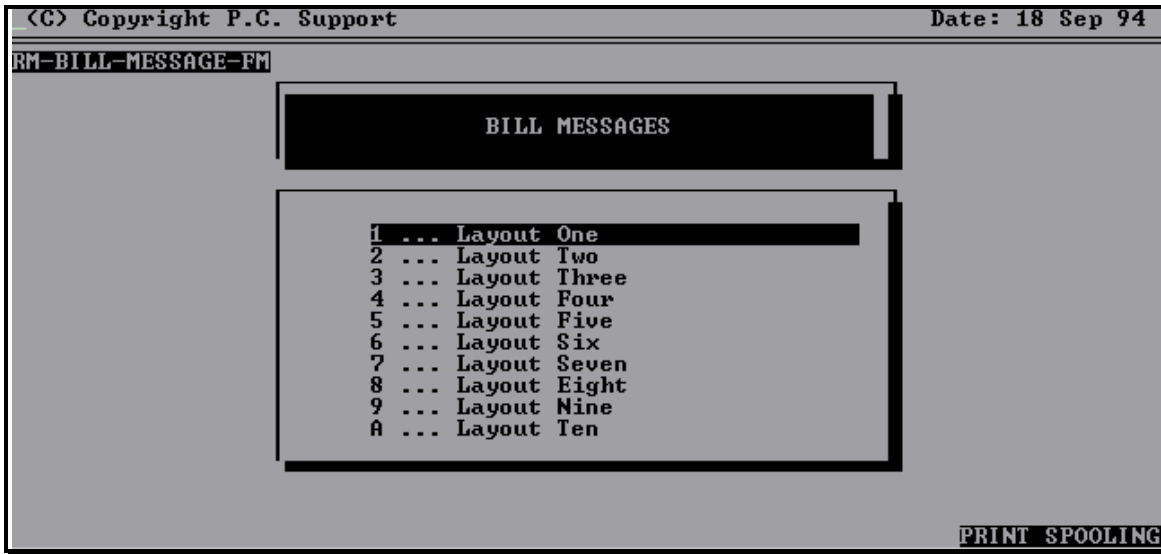 (C) Copyright P.C. Support Date: 18 Sep 94
RM-BILL-MESSAGE-FM
BILL MESSAGES
1 ... Layout One
2 ... Layout Two
3 ... Layout Three
4 ... Layout Four
5 ... Layout Five
6 ... Layout Six
7 ... Layout Seven
8 ... Layout Eight
9 ... Layout Nine
A ... Layout Ten
PRINT SPOOLING